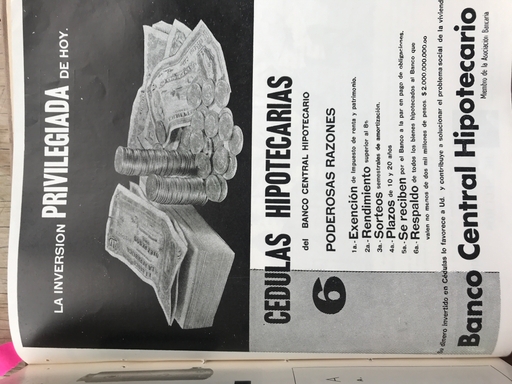 LA INVERSION PRIVILEGIADA DE HOY.
CEDULAS HIPOTECARIAS
del BANCO CENTRAL HIPOTECARIO
6 PODEROSAS RAZONES
1a.- Exención de impuesto de renta y patrimonio.
2a.- Rendimiento superior al 8%
3a.- Sorteos semestrales de amortización.
4a.- Plazos de 10 y 20 años
5a.- Se reciben por el Banco a la par en pago de obligaciones.
6a.- Respaldo de todos los bienes hipotecados al Banco que
valen no menos de dos mil millones de pesos $2.000.000.000.oo
dinero invertido en Cédulas lo favorece a Ud. y contribuye a solucionar el problema social de la
Banco Central Hipotecario
Miembro de la Asociación Bancaria